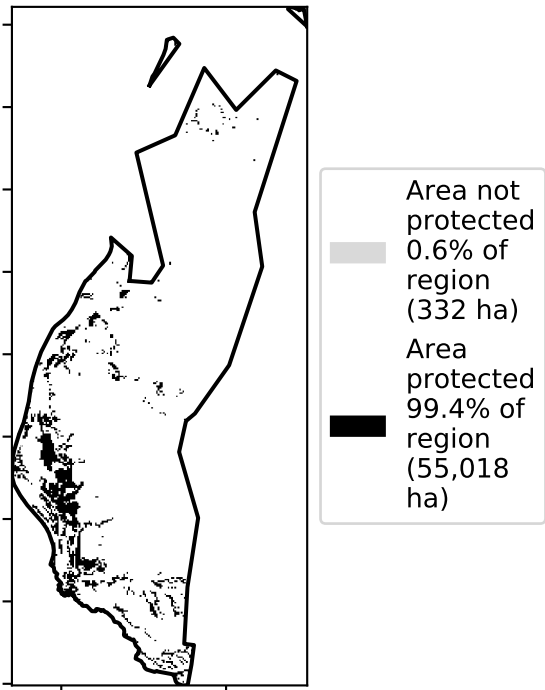 Area not
protected
0.6% of
region
(332 ha)
Area
protected
99.4% of
region
(55,018
ha)